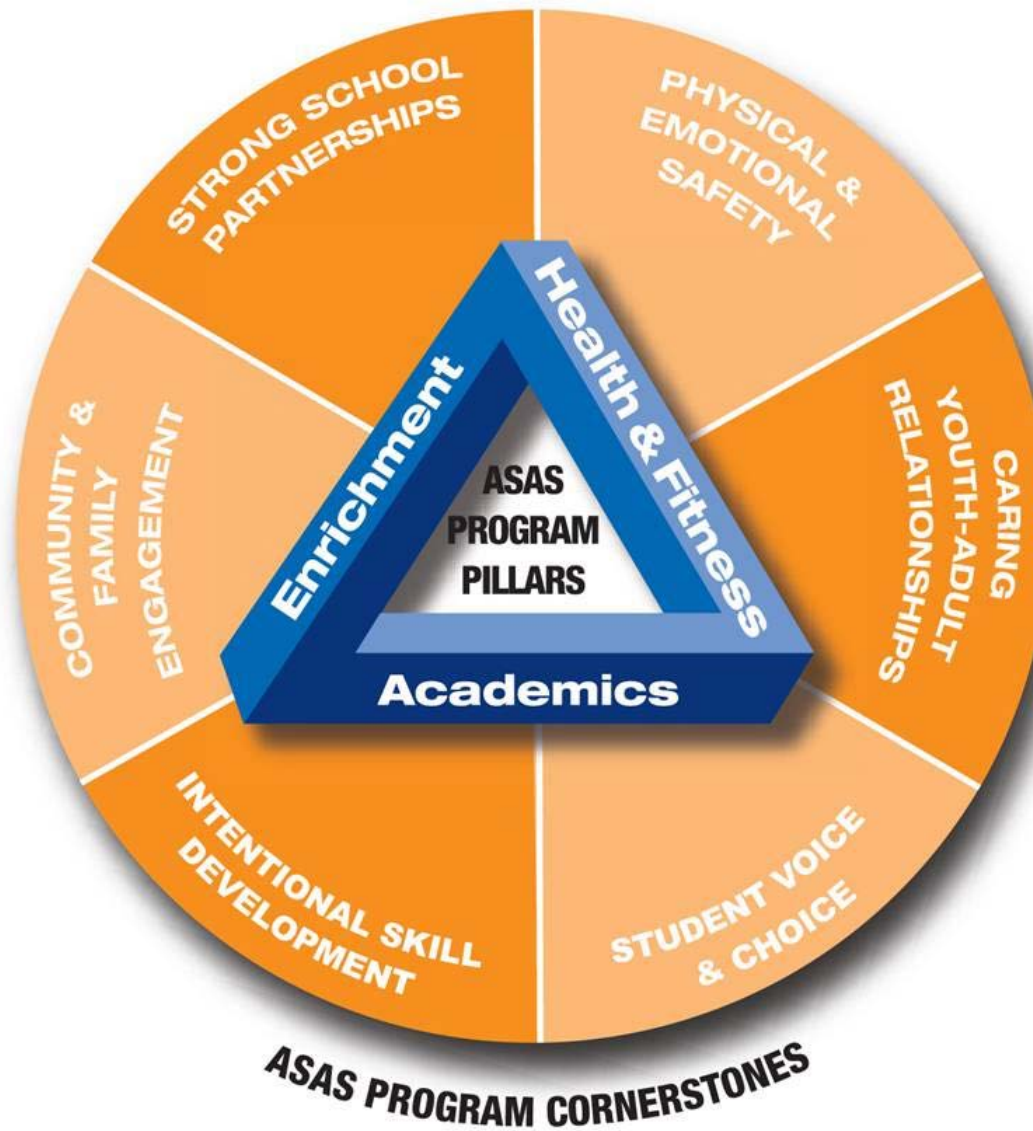 STRONG SCHOOL
PARTNERSHIPS
PHYSICAL &
EMOTIONAL
SAFETY
CARING
YOUTH-ADULT
RELATIONSHIPS
STUDENT VOICE
& CHOICE
INTENTIONAL SKILL
DEVELOPMENT
COMMUNITY &
FAMILY
ENGAGEMENT
Enrichment
Health & Fitness
Academics
ASAS
PROGRAM
PILLARS
ASAS PROGRAM CORNERSTONES